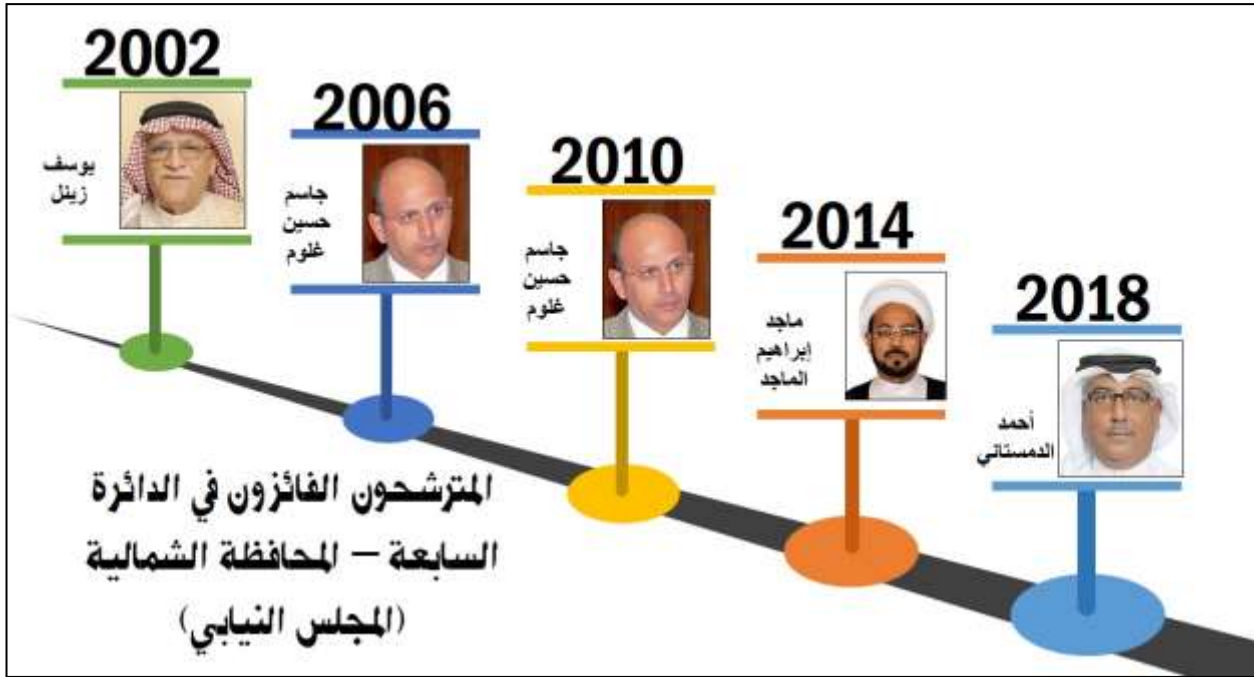 2002
يوسف
زينل
2006
جاسم
حسين
غلوم
2010
جاسم
حسين
غلوم
2014
ماجد
إبراهيم
الماجد
2018
أحمد
الدمستاني
المترشحون الفائزون في الدائرة
السابعة – المحافظة الشمالية
(المجلس النيابي)